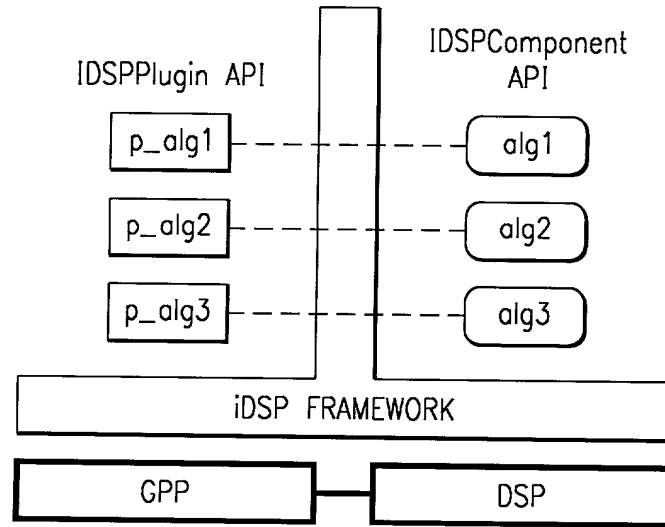 IDSPPlugin API
IDSPComponent
API
p_alg1
alg1
p_alg2
alg2
p_alg3
alg3
iDSP FRAMEWORK
GPP
DSP